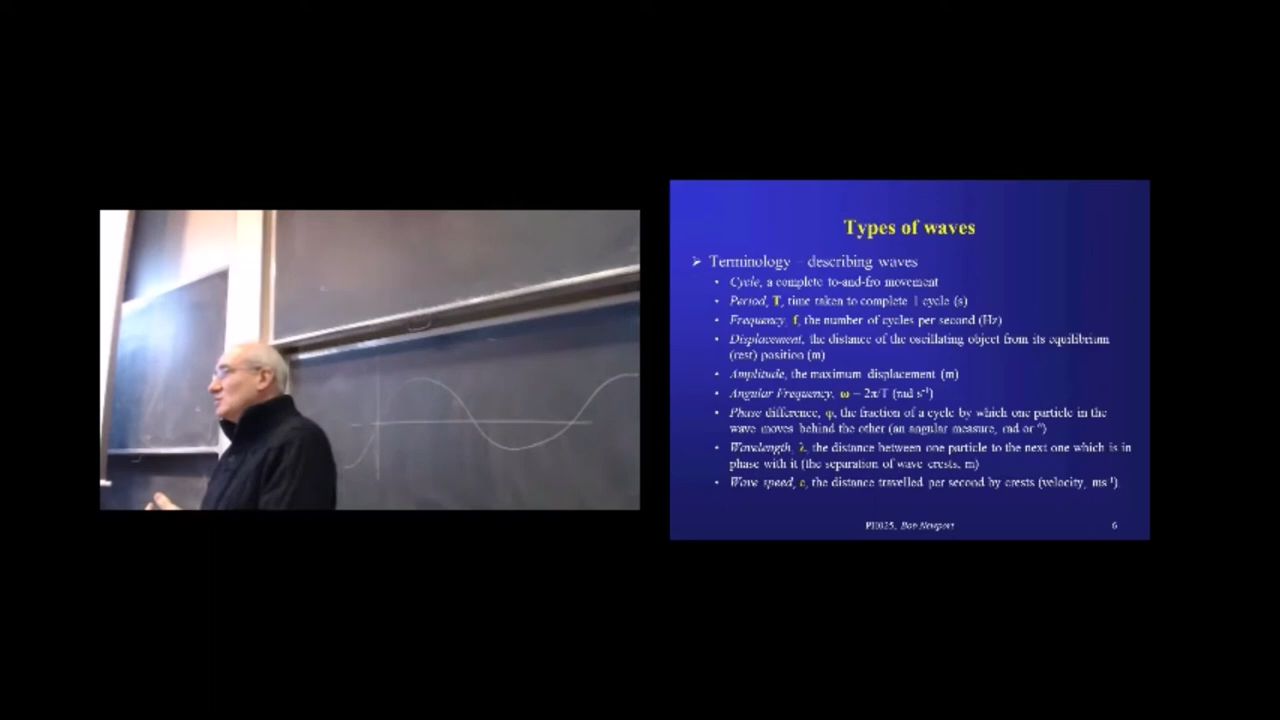 Types of waves
➢ Terminology – describing waves
• Cycle, a complete to-and-fro movement
• Period, T, time taken to complete 1 cycle (s)
• Frequency, f, the number of cycles per second (Hz)
• Displacement, the distance of the oscillating object from its equilibrium
(rest) position (m)
• Amplitude, the maximum displacement (m)
• Angular Frequency, ω = 2π/T (rad s⁻¹)
• Phase difference, φ, the fraction of a cycle by which one particle in the
wave moves behind the other (an angular measure, rad or °)
• Wavelength, λ, the distance between one particle to the next one which is in
phase with it (the separation of wave crests, m)
• Wave speed, c, the distance travelled per second by crests (velocity, ms⁻¹)
PH025, Bob Newport
6